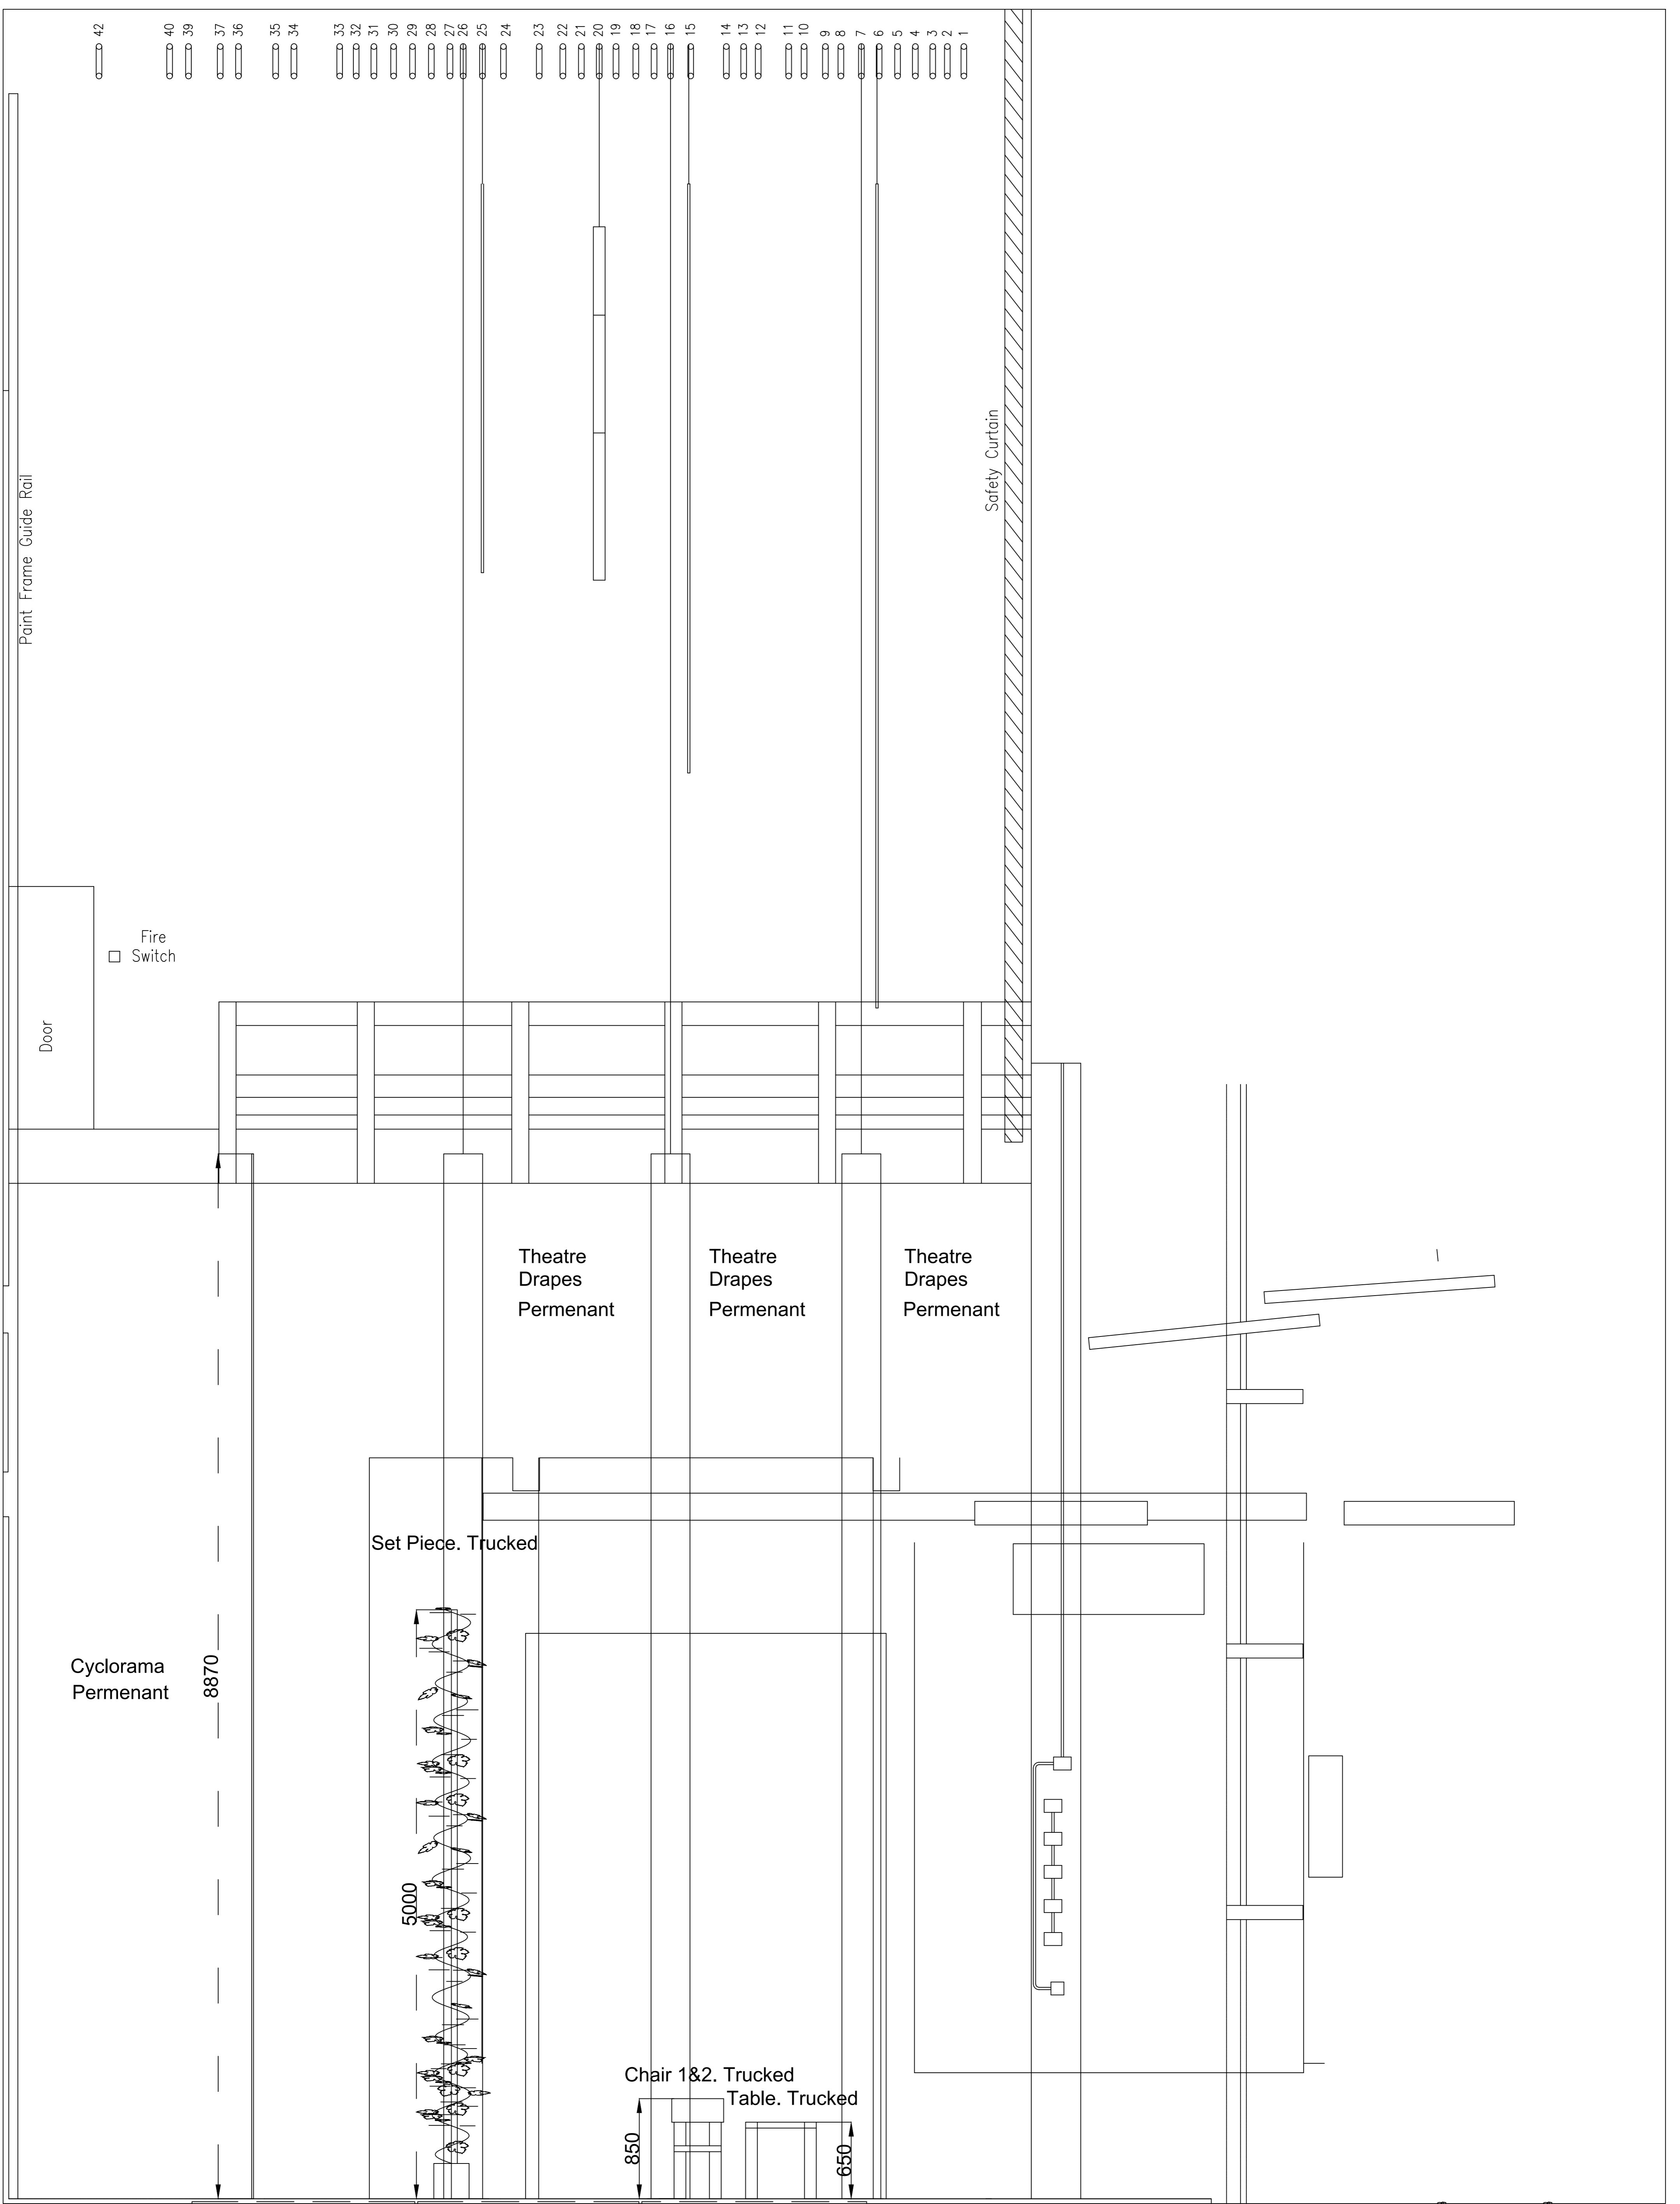 42 40 39 37 36 35 34 33 32 31 30 29 28 27 26 25 24 23 22 21 20 19 18 17 16 15 14 13 12 11 10 9 8 7 6 5 4 3 2 1
Paint Frame Guide Rail
Safety Curtain
Fire
Switch
Door
Theatre
Drapes
Permenant
Theatre
Drapes
Permenant
Theatre
Drapes
Permenant
Set Piece. Trucked
Cyclorama
Permenant
8870
5000
Chair 1&2. Trucked
Table. Trucked
850
650